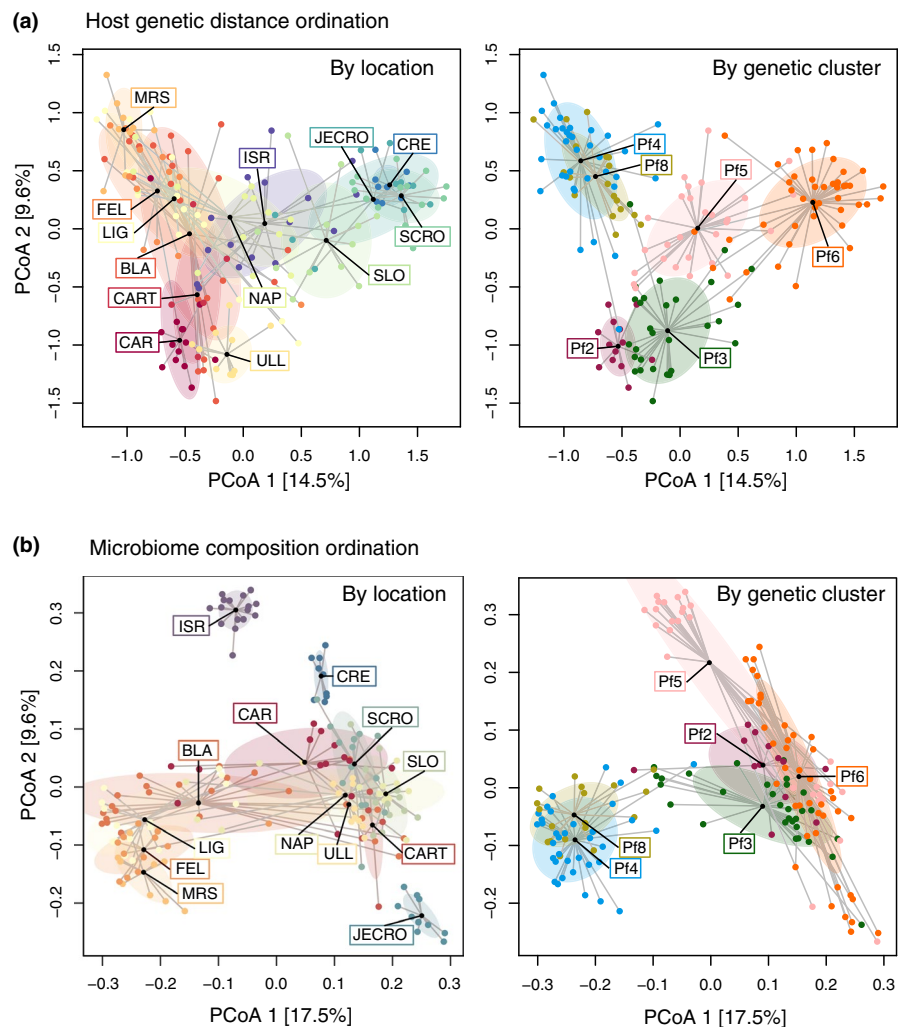 (a) Host genetic distance ordination
By location
By genetic cluster
PCoA 2 [9.6%]
1.5
1.0
0.5
0.0
−0.5
−1.0
−1.5
MRS
FEL
LIG
BLA
CART
CAR
ISR
NAP
ULL
JECRO
CRE
SCRO
SLO
−1.0 −0.5 0.0 0.5 1.0 1.5
PCoA 1 [14.5%]
1.5
1.0
0.5
0.0
−0.5
−1.0
−1.5
Pf4
Pf8
Pf5
Pf6
Pf2
Pf3
−1.0 −0.5 0.0 0.5 1.0 1.5
PCoA 1 [14.5%]
(b) Microbiome composition ordination
By location
By genetic cluster
PCoA 2 [9.6%]
0.3
0.2
0.1
0.0
−0.1
−0.2
ISR
CRE
CAR
SCRO
BLA
SLO
LIG
NAP
ULL
CART
FEL
MRS
JECRO
−0.3 −0.2 −0.1 0.0 0.1 0.2 0.3
PCoA 1 [17.5%]
0.3
0.2
0.1
0.0
−0.1
−0.2
Pf5
Pf2
Pf6
Pf3
Pf8
Pf4
−0.3 −0.2 −0.1 0.0 0.1 0.2 0.3
PCoA 1 [17.5%]